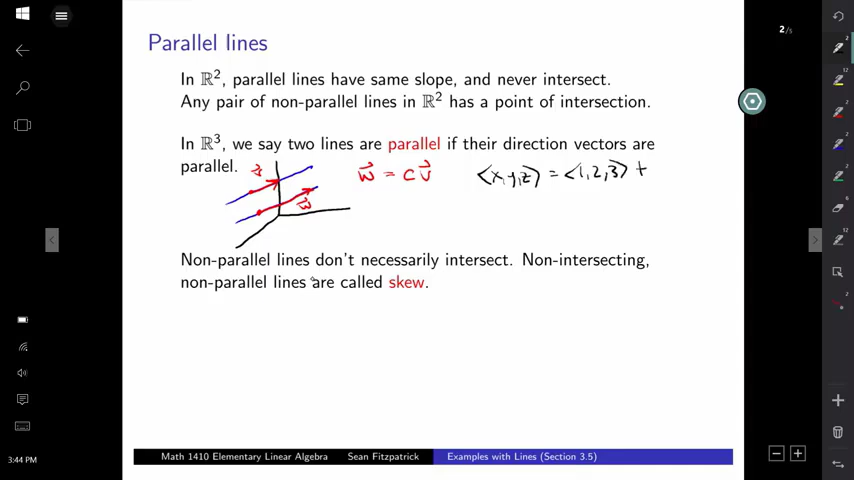 2/5
Parallel lines
In ℝ², parallel lines have same slope, and never intersect.
Any pair of non-parallel lines in ℝ² has a point of intersection.
In ℝ³, we say two lines are parallel if their direction vectors are
parallel.
w⃗ = c v⃗
⟨x, y, z⟩ = ⟨1, 2, 3⟩ +
Non-parallel lines don't necessarily intersect. Non-intersecting,
non-parallel lines are called skew.
Math 1410 Elementary Linear Algebra Sean Fitzpatrick Examples with Lines (Section 3.5)
3:44 PM